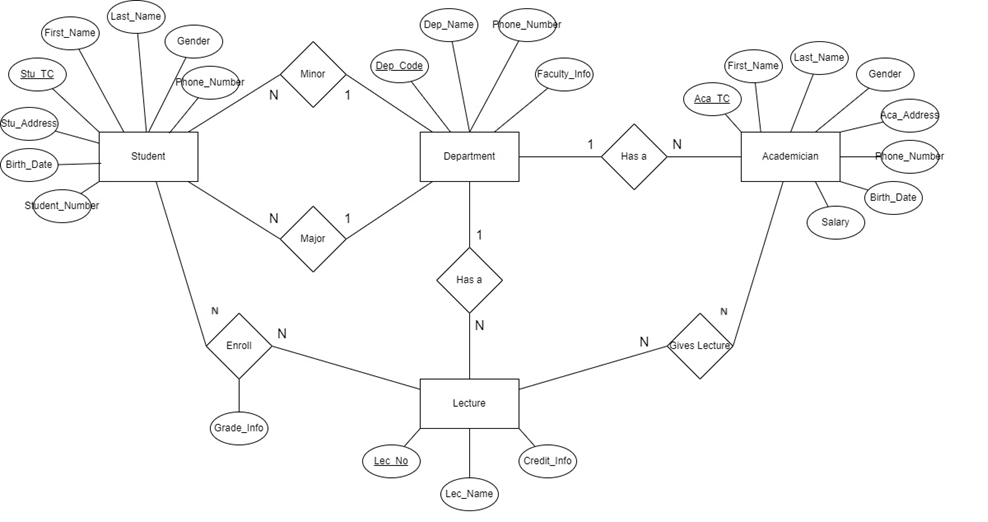 Last_Name
First_Name
Gender
Stu_TC
Phone_Number
Stu_Address
Birth_Date
Student_Number
Student
Minor
N
1
Major
N
1
Dep_Name
Phone_Number
Dep_Code
Faculty_Info
Department
1
Has a
N
First_Name
Last_Name
Gender
Aca_TC
Aca_Address
Phone_Number
Birth_Date
Salary
Academician
1
Has a
N
N
Enroll
N
Grade_Info
N
Gives Lecture
N
Lecture
Lec_No
Lec_Name
Credit_Info